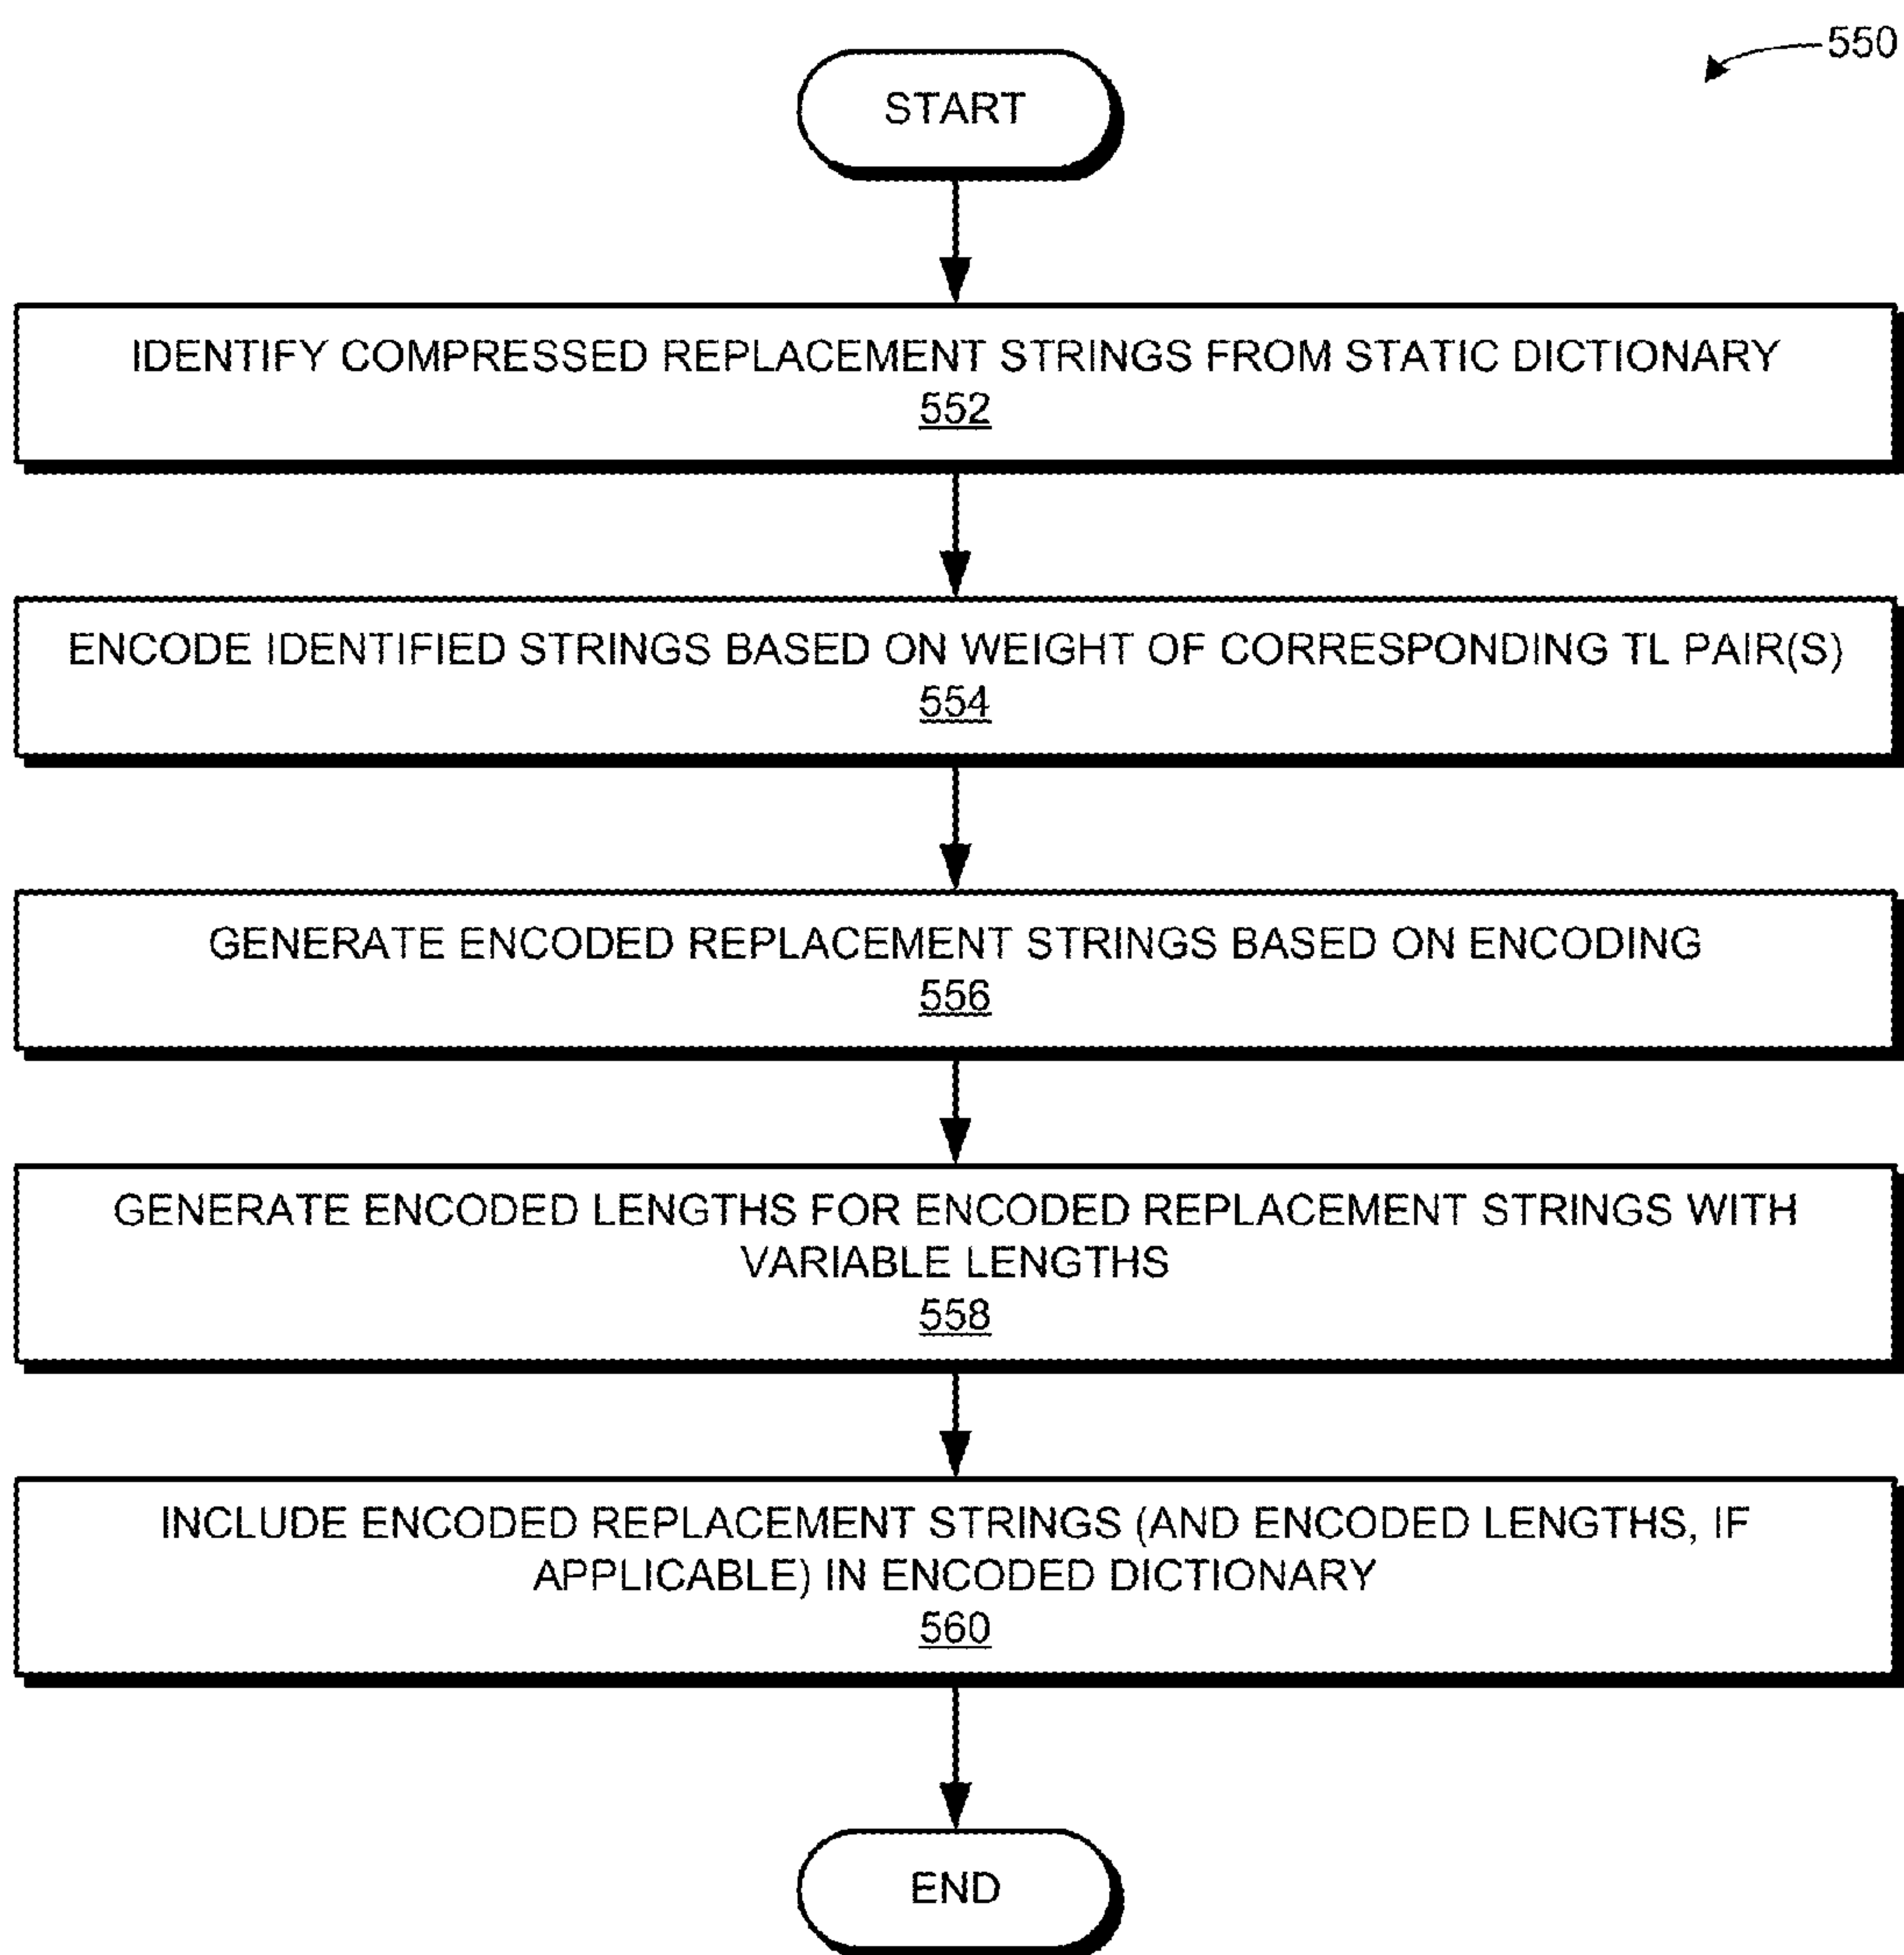 550
START
IDENTIFY COMPRESSED REPLACEMENT STRINGS FROM STATIC DICTIONARY
552
ENCODE IDENTIFIED STRINGS BASED ON WEIGHT OF CORRESPONDING TL PAIR(S)
554
GENERATE ENCODED REPLACEMENT STRINGS BASED ON ENCODING
556
GENERATE ENCODED LENGTHS FOR ENCODED REPLACEMENT STRINGS WITH
VARIABLE LENGTHS
558
INCLUDE ENCODED REPLACEMENT STRINGS (AND ENCODED LENGTHS, IF
APPLICABLE) IN ENCODED DICTIONARY
560
END